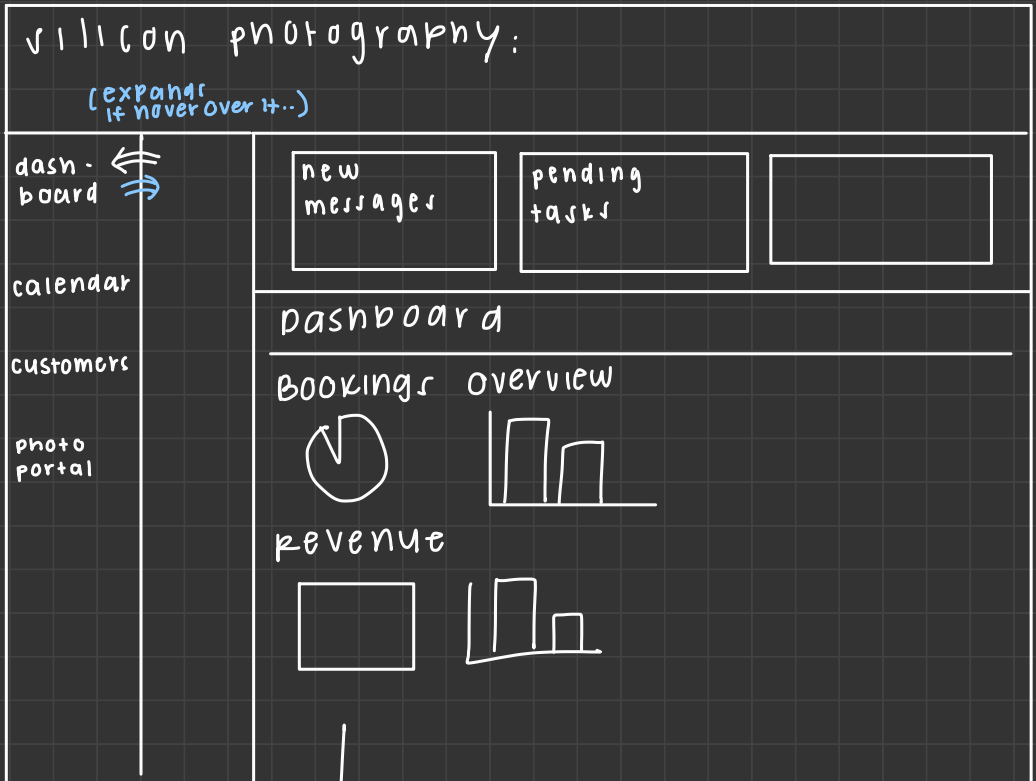 silicon photography:
(expands
if hover over it..)
dash-
board
calendar
customers
photo
portal
new
messages
pending
tasks
Dashboard
Bookings overview
Revenue